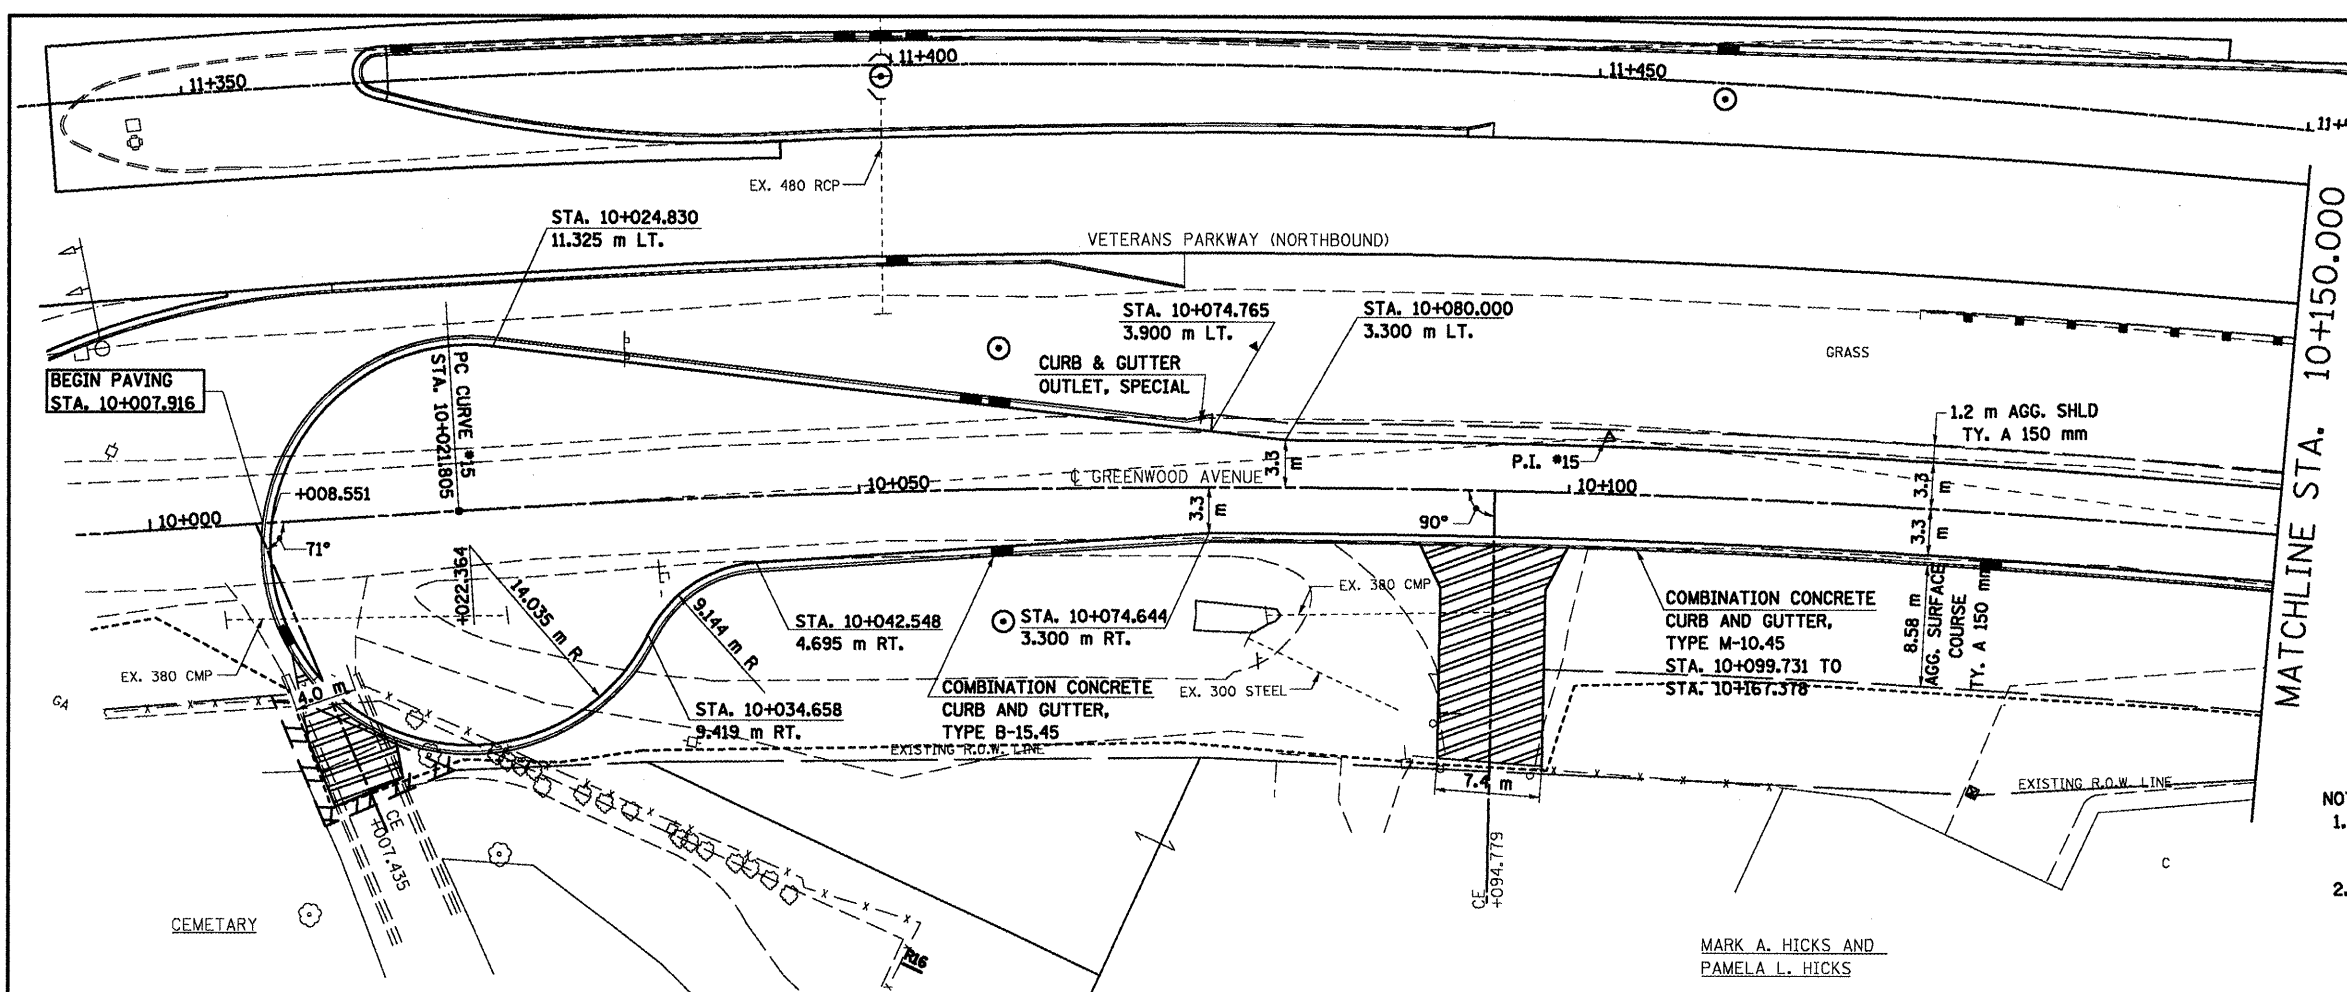 11+350
11+400
11+450
EX. 480 RCP
STA. 10+024.830
11.325 m LT.
VETERANS PARKWAY (NORTHBOUND)
STA. 10+074.765
3.900 m LT.
STA. 10+080.000
3.300 m LT.
CURB & GUTTER
OUTLET, SPECIAL
GRASS
MATCHLINE STA. 10+150.000
BEGIN PAVING
STA. 10+007.916
PC CURVE #15
STA. 10+021.805
1.2 m AGG. SHLD
TY. A 150 mm
P.I. #15
+008.551
10+000
10+050
℄ GREENWOOD AVENUE
3.3 m
3.3 m
10+100
90°
3.3 m
3.3 m
71°
+022.364
14.035 m R
9.144 m R
STA. 10+042.548
4.695 m RT.
STA. 10+074.644
3.300 m RT.
EX. 380 CMP
COMBINATION CONCRETE
CURB AND GUTTER,
TYPE M-10.45
STA. 10+099.731 TO
STA. 10+167.378
8.58 m
AGG. SURFACE
COURSE
TY. A 150 mm
EX. 380 CMP
GA
4.0 m
STA. 10+034.658
9.419 m RT.
COMBINATION CONCRETE
CURB AND GUTTER,
TYPE B-15.45
EX. 300 STEEL
EXISTING R.O.W. LINE
7.4 m
EXISTING R.O.W. LINE
CE
+007.435
CE
+094.779
C
1.
2.
CEMETARY
R16
MARK A. HICKS AND
PAMELA L. HICKS